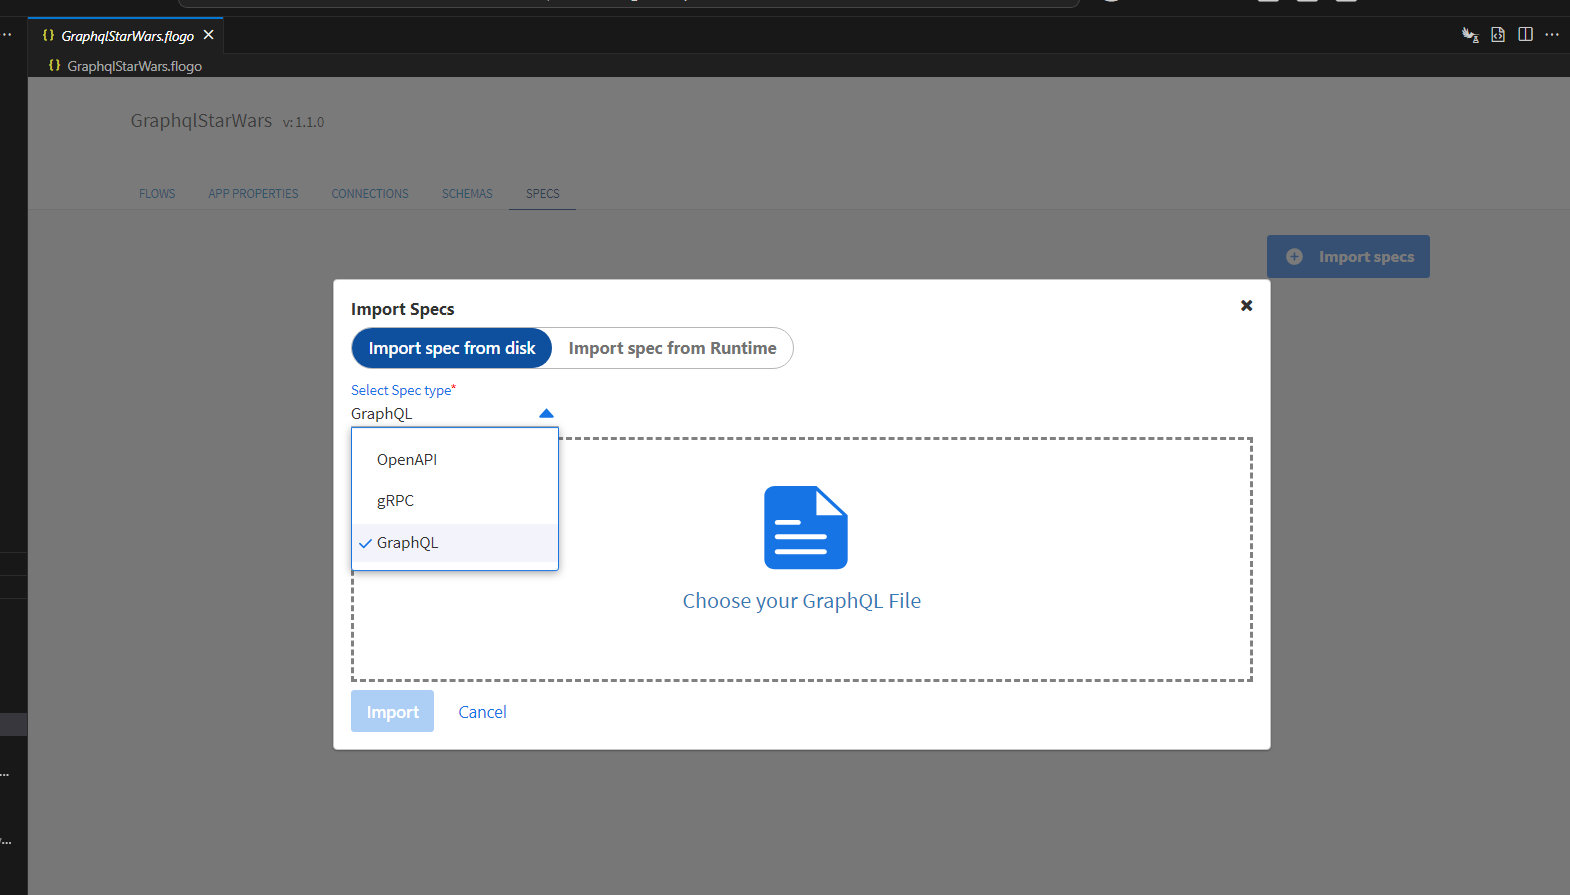 GraphqlStarWars.flogo
GraphqlStarWars.flogo
GraphqlStarWars v: 1.1.0
FLOWS APP PROPERTIES CONNECTIONS SCHEMAS SPECS
Import specs
Import Specs
Import spec from disk Import spec from Runtime
Select Spec type*
GraphQL
OpenAPI
gRPC
GraphQL
Choose your GraphQL File
Import Cancel